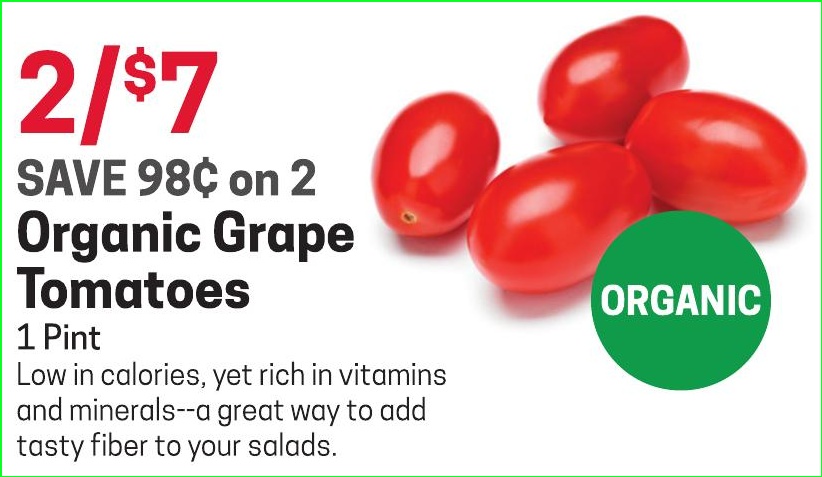 2/$7
SAVE 98¢ on 2
Organic Grape
Tomatoes
1 Pint
Low in calories, yet rich in vitamins
and minerals--a great way to add
tasty fiber to your salads.
ORGANIC